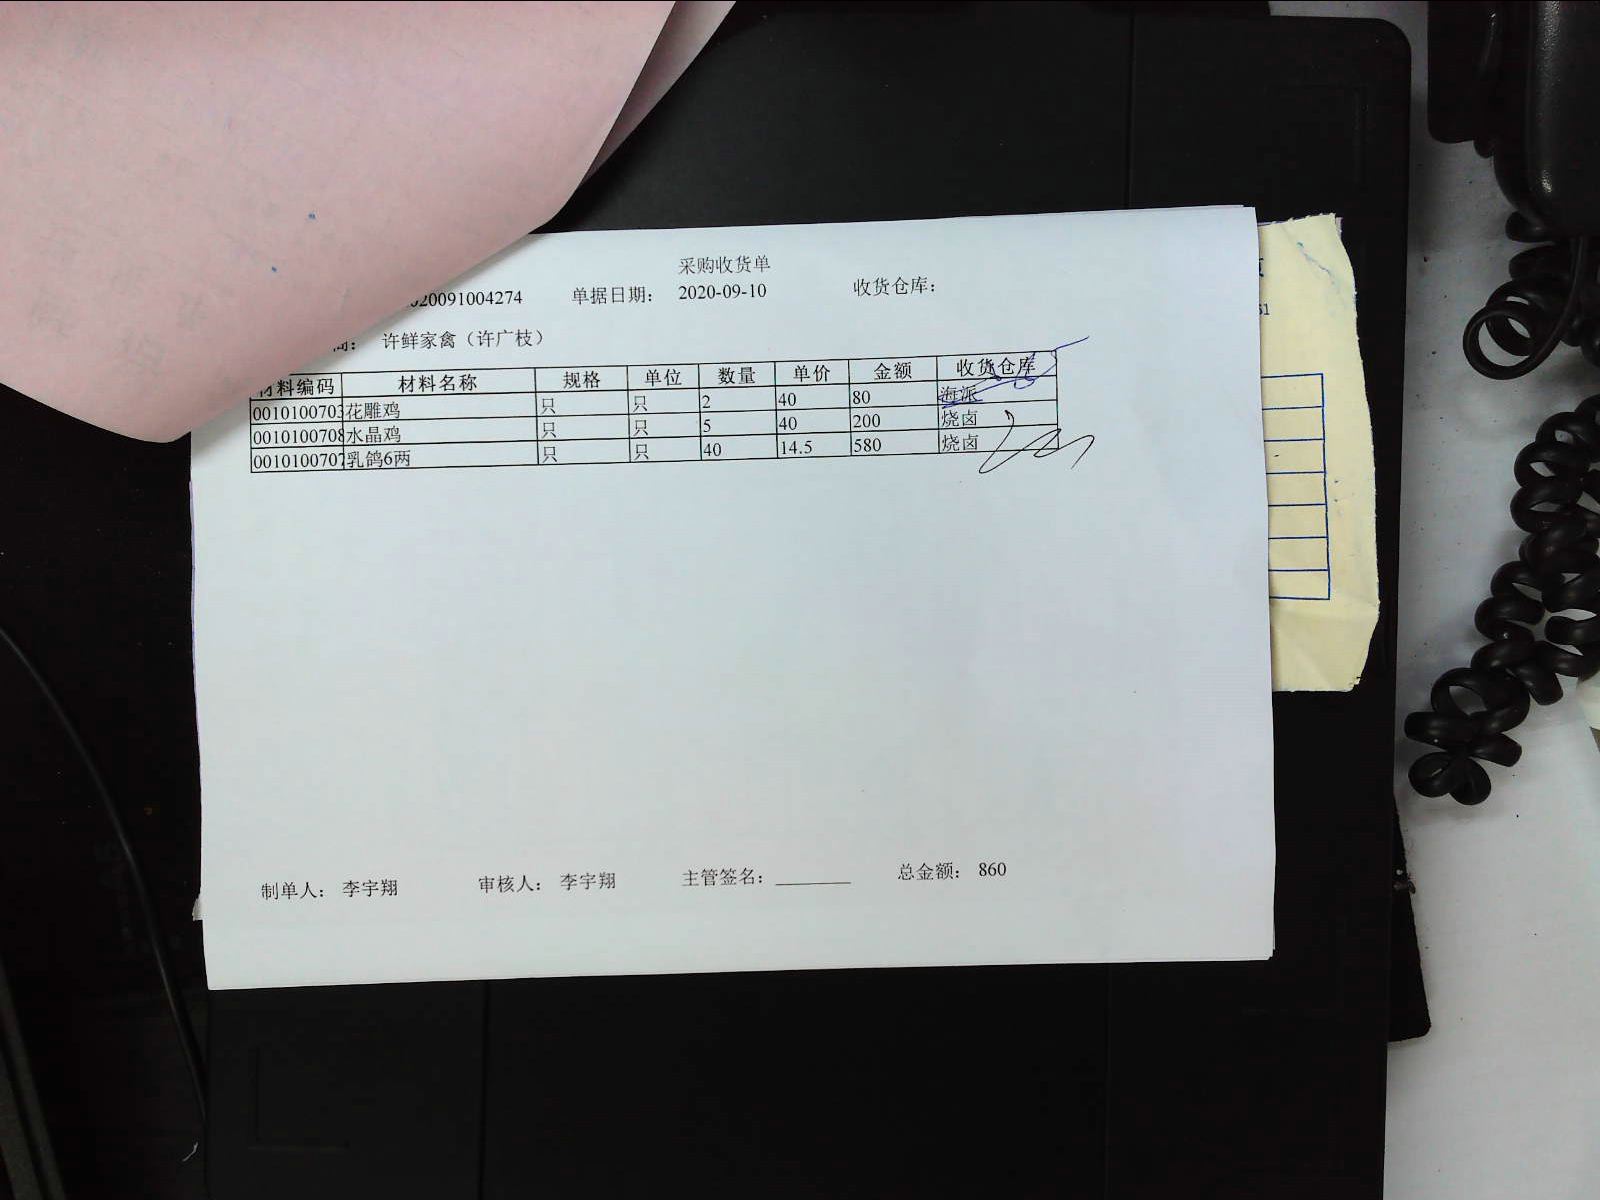 采购收货单
020091004274 单据日期： 2020-09-10 收货仓库：
商： 许鲜家禽（许广枝）
材料编码 材料名称 规格 单位 数量 单价 金额 收货仓库
0010100703 花雕鸡 只 只 2 40 80 海派
0010100708 水晶鸡 只 只 5 40 200 烧卤
0010100707 乳鸽6两 只 只 40 14.5 580 烧卤
制单人： 李宇翔 审核人： 李宇翔 主管签名：________ 总金额： 860
51